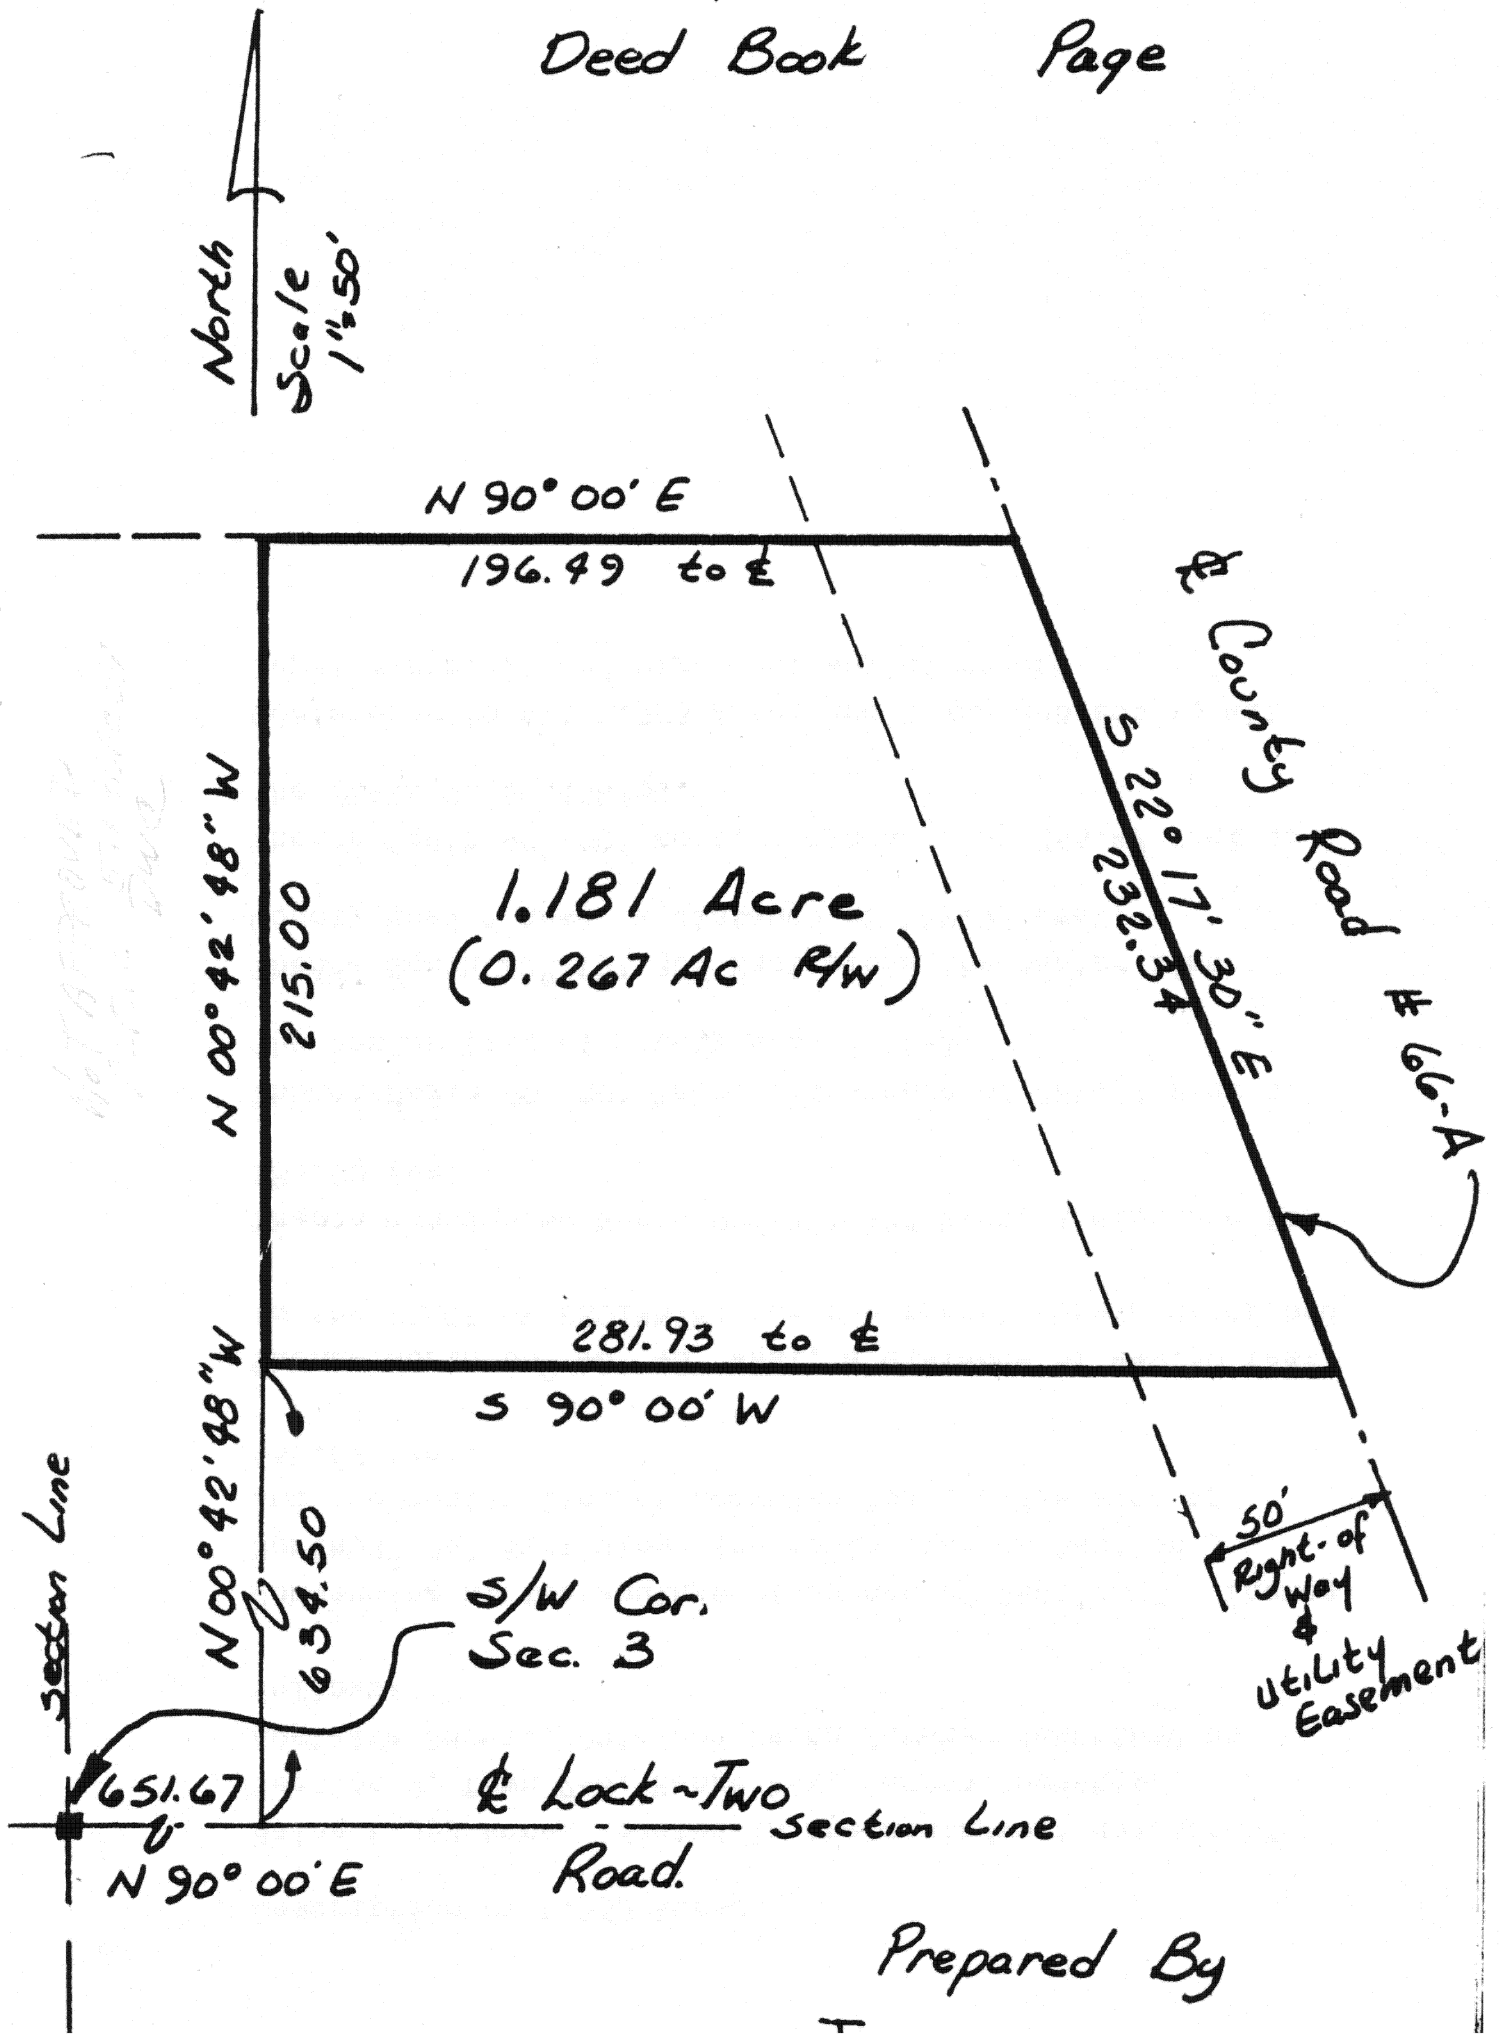 Deed Book Page
North
Scale
1"=50'
N 90° 00' E
196.49 to ℄
℄ County Road # 66-A
S 22° 17' 30" E
232.34
N 00° 42' 48" W
215.00
1.181 Acre
(0.267 Ac R/W)
281.93 to ℄
S 90° 00' W
N 00° 42' 48" W
634.50
Section Line
50'
Right-of
Way
&
Utility
Easement
S/W Cor.
Sec. 3
651.67
℄ Lock~Two
Road.
Section Line
N 90° 00' E
Prepared By